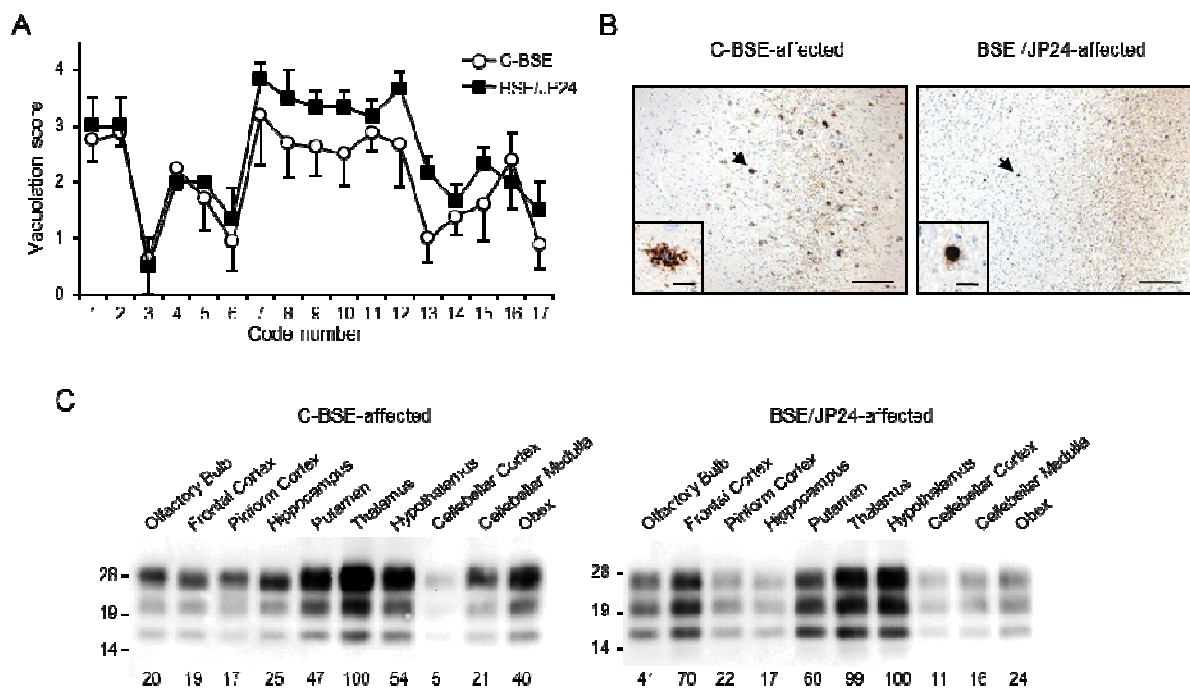 A
C-BSE
BSE/JP24
Vacuolation score
4
3
2
1
0
1 2 3 4 5 6 7 8 9 10 11 12 13 14 15 16 17
Code number
B
C-BSE-affected
BSE/JP24-affected
C
C-BSE-affected
Olfactory Bulb
Frontal Cortex
Piriform Cortex
Hippocampus
Putamen
Thalamus
Hypothalamus
Cellebellar Cortex
Cellebellar Medulla
Obex
28 -
19 -
14 -
20 19 17 25 47 100 54 5 21 40
BSE/JP24-affected
Olfactory Bulb
Frontal Cortex
Piriform Cortex
Hippocampus
Putamen
Thalamus
Hypothalamus
Cellebellar Cortex
Cellebellar Medulla
Obex
28 -
19 -
14 -
41 70 22 17 60 99 100 11 16 24